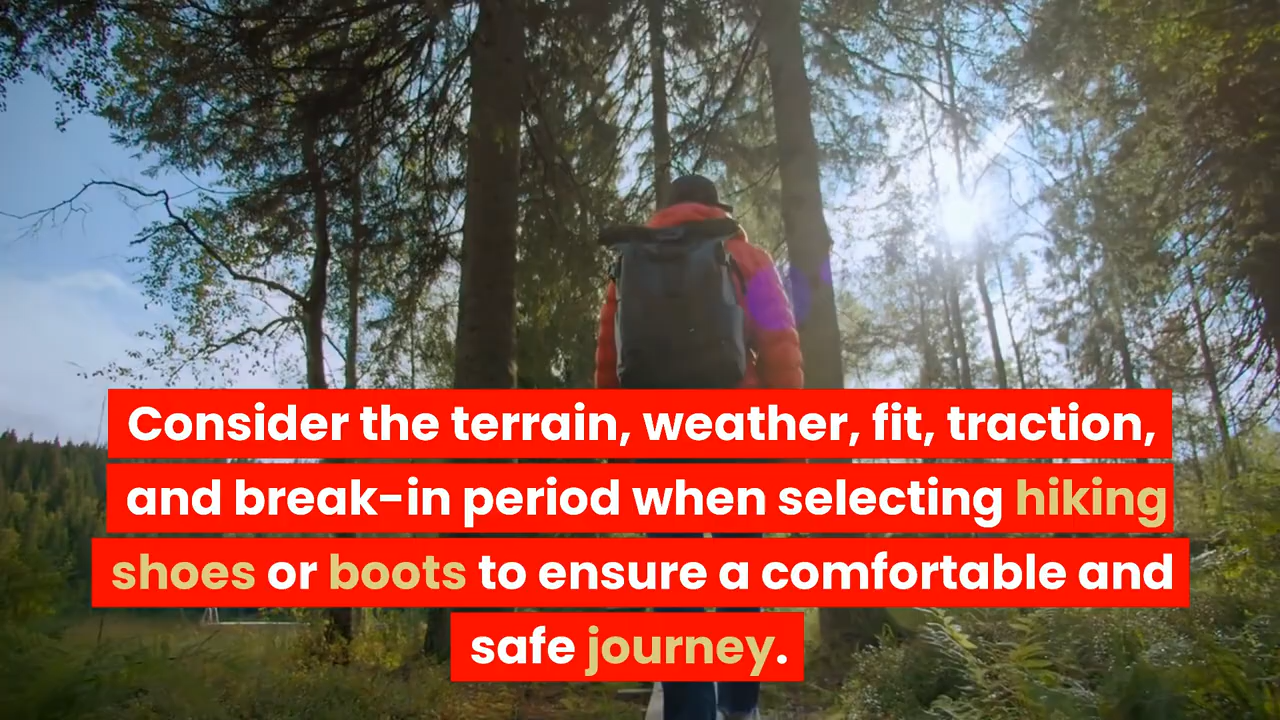 Consider the terrain, weather, fit, traction,
and break-in period when selecting hiking
shoes or boots to ensure a comfortable and
safe journey.